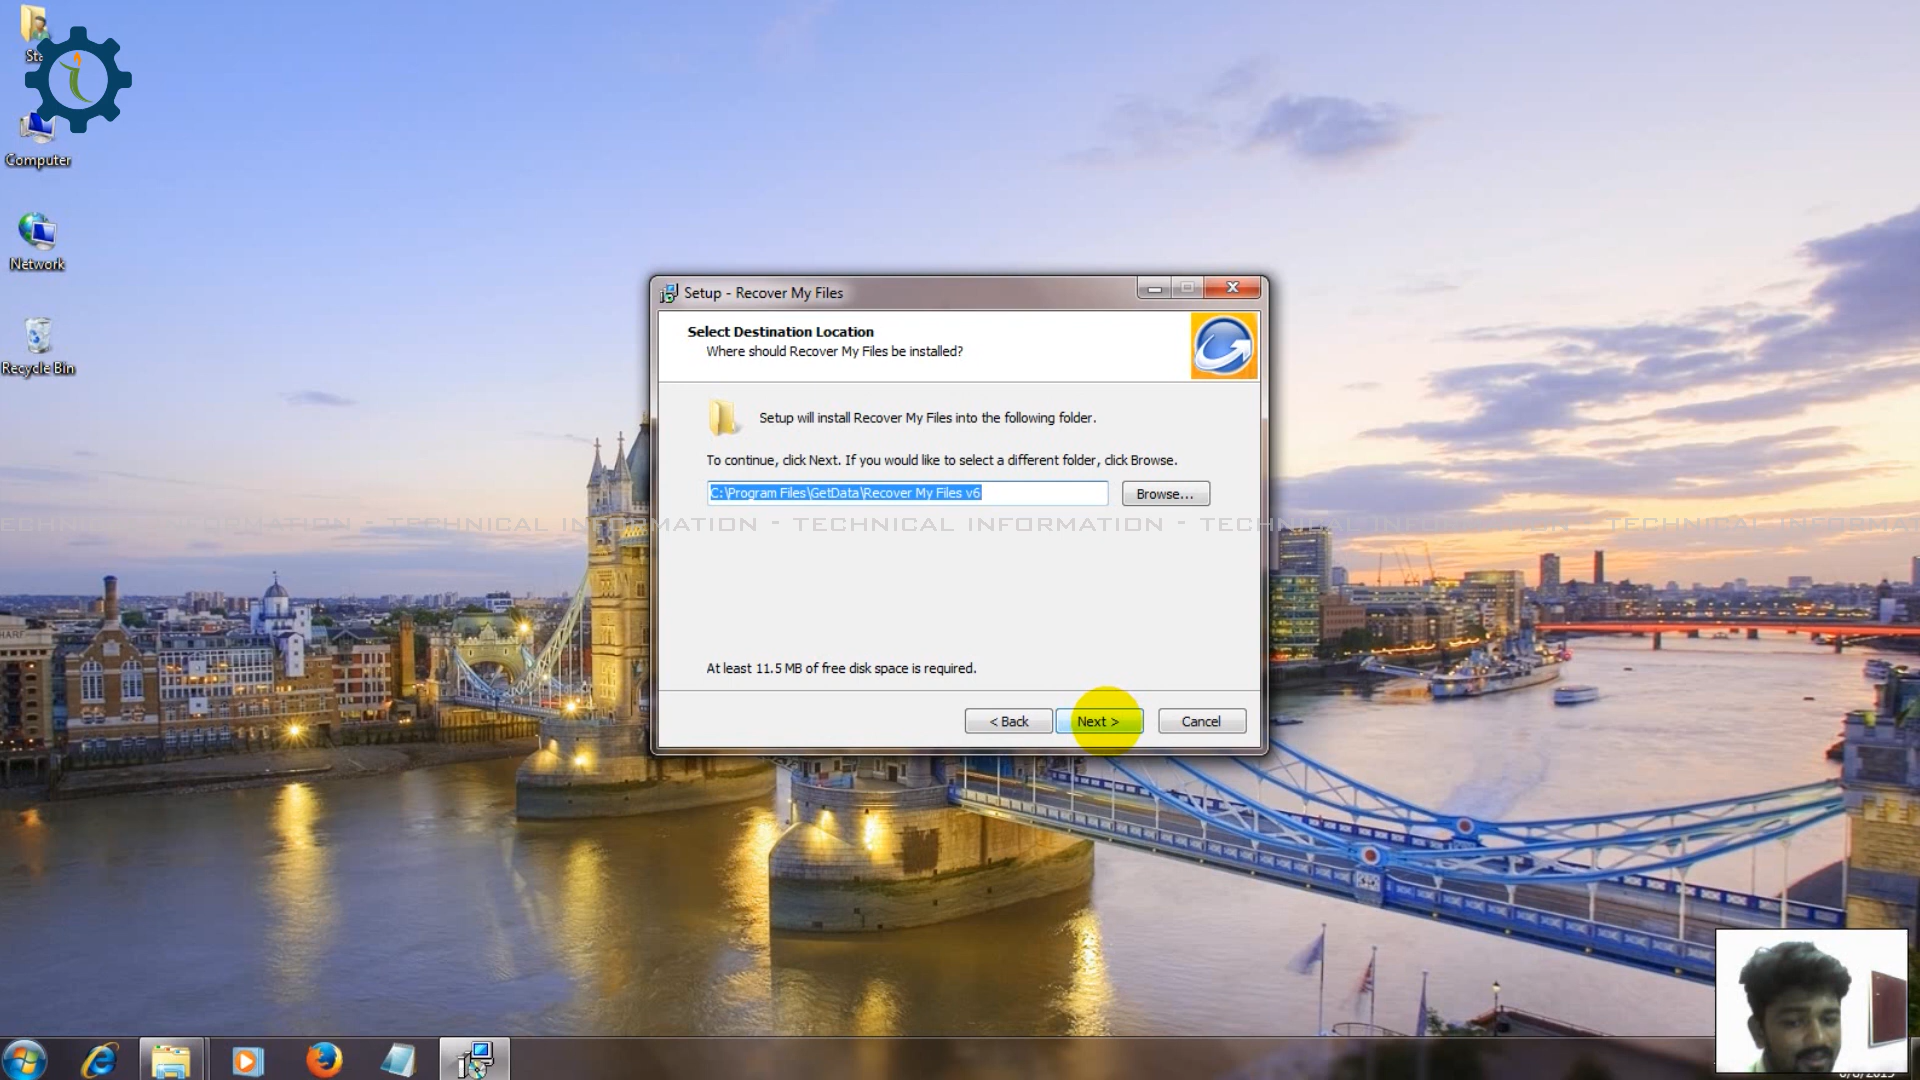 Computer
Network
Recycle Bin
Setup - Recover My Files
Select Destination Location
Where should Recover My Files be installed?
Setup will install Recover My Files into the following folder.
To continue, click Next. If you would like to select a different folder, click Browse.
C:\Program Files\GetData\Recover My Files v6
Browse...
TECHNICAL INFORMATION - TECHNICAL INFORMATION
At least 11.5 MB of free disk space is required.
< Back
Next >
Cancel